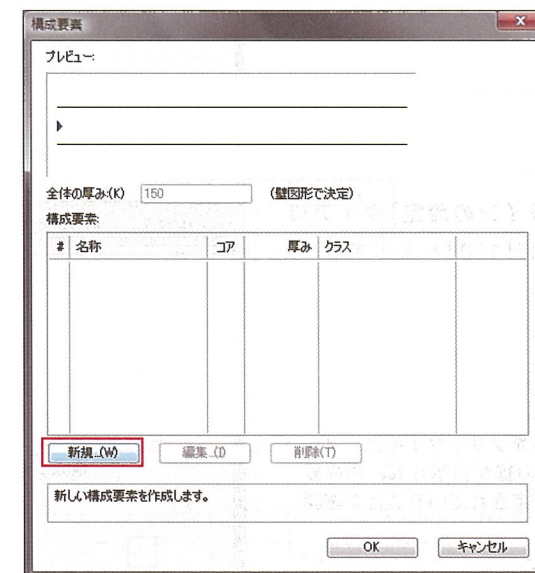 構成要素
プレビュー:
全体の厚み:(K) 150 (壁図形で決定)
構成要素:
# 名称 コア 厚み クラス
新規...(W) 編集...(I) 削除(T)
新しい構成要素を作成します。
OK キャンセル